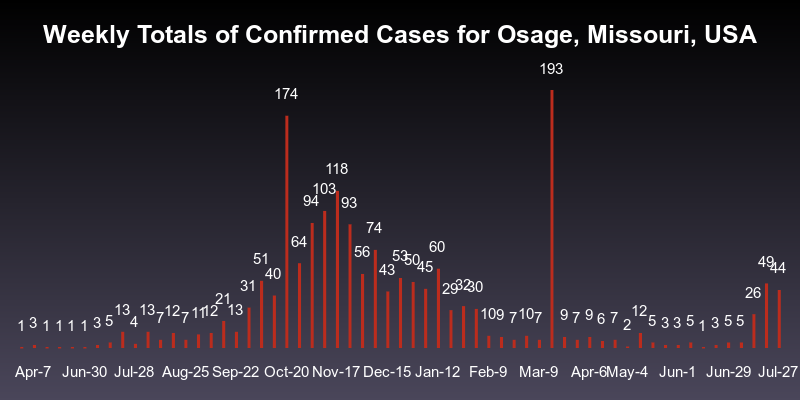 Weekly Totals of Confirmed Cases for Osage, Missouri, USA
193
174
118
103
94 93
74
64 60
56 53 50
51 43 45 49 44
40
31 29 32 30 26
21
13 13 12 11 12 13 10 9 7 10 7 9 7 9 6 7 12
1 3 1 1 1 1 3 5 4 7 7 2 5 3 3 5 1 3 5 5
Apr-7 Jun-30 Jul-28 Aug-25 Sep-22 Oct-20 Nov-17 Dec-15 Jan-12 Feb-9 Mar-9 Apr-6 May-4 Jun-1 Jun-29 Jul-27